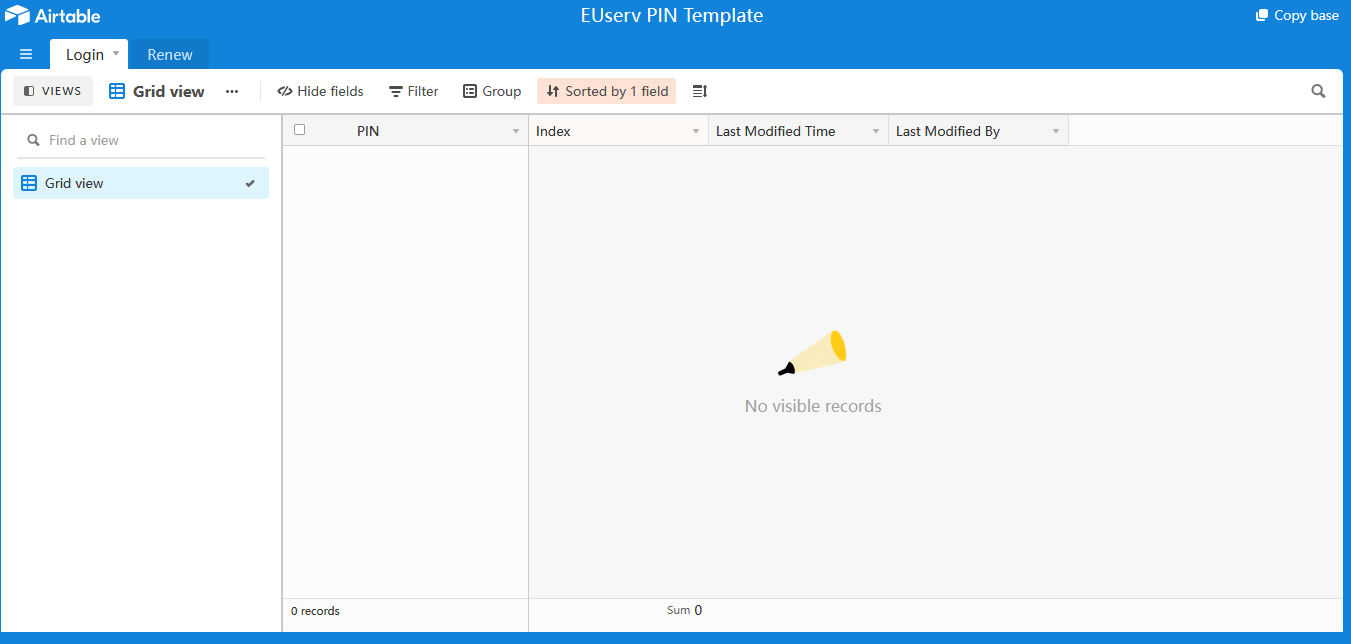 Airtable
EUserv PIN Template
Copy base
Login
Renew
VIEWS
Grid view
Hide fields
Filter
Group
Sorted by 1 field
Find a view
Grid view
PIN
Index
Last Modified Time
Last Modified By
No visible records
0 records
Sum 0